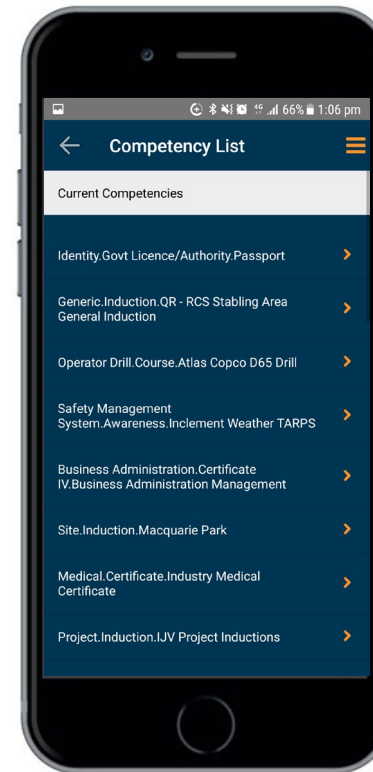 4G 66% 1:06 pm
Competency List
Current Competencies
Identity.Govt Licence/Authority.Passport
Generic.Induction.QR - RCS Stabling Area
General Induction
Operator Drill.Course.Atlas Copco D65 Drill
Safety Management
System.Awareness.Inclement Weather TARPS
Business Administration.Certificate
IV.Business Administration Management
Site.Induction.Macquarie Park
Medical.Certificate.Industry Medical
Certificate
Project.Induction.IJV Project Inductions